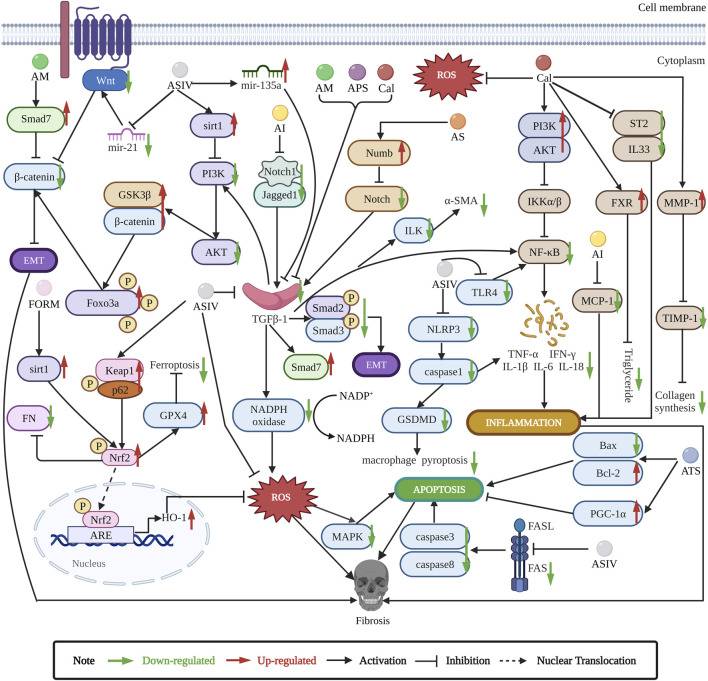 Cell membrane
Cytoplasm
AM
Wnt
ASIV
mir-135a
AM
APS
Cal
ROS
Cal
Smad7
mir-21
sirt1
AI
AS
PI3K
AKT
ST2
IL33
β-catenin
PI3K
Notch1
Jagged1
Numb
Notch
α-SMA
IKKα/β
FXR
MMP-1
GSK3β
β-catenin
ILK
EMT
AKT
NF-κB
AI
FORM
Foxo3a
P
P
P
ASIV
TGFβ-1
Smad2
P
Smad3
P
ASIV
TLR4
MCP-1
TIMP-1
NLRP3
sirt1
Keap1
P
p62
Ferroptosis
Smad7
EMT
caspase1
TNF-α IFN-γ
IL-1β IL-6 IL-18
Triglyceride
Collagen
synthesis
FN
GPX4
NADPH
oxidase
NADP+
NADPH
GSDMD
INFLAMMATION
P
Nrf2
macrophage pyroptosis
Bax
Bcl-2
ATS
ROS
APOPTOSIS
P
Nrf2
ARE
HO-1
Nucleus
MAPK
caspase3
caspase8
FASL
FAS
PGC-1α
ASIV
Fibrosis
Note
Down-regulated
Up-regulated
Activation
Inhibition
Nuclear Translocation